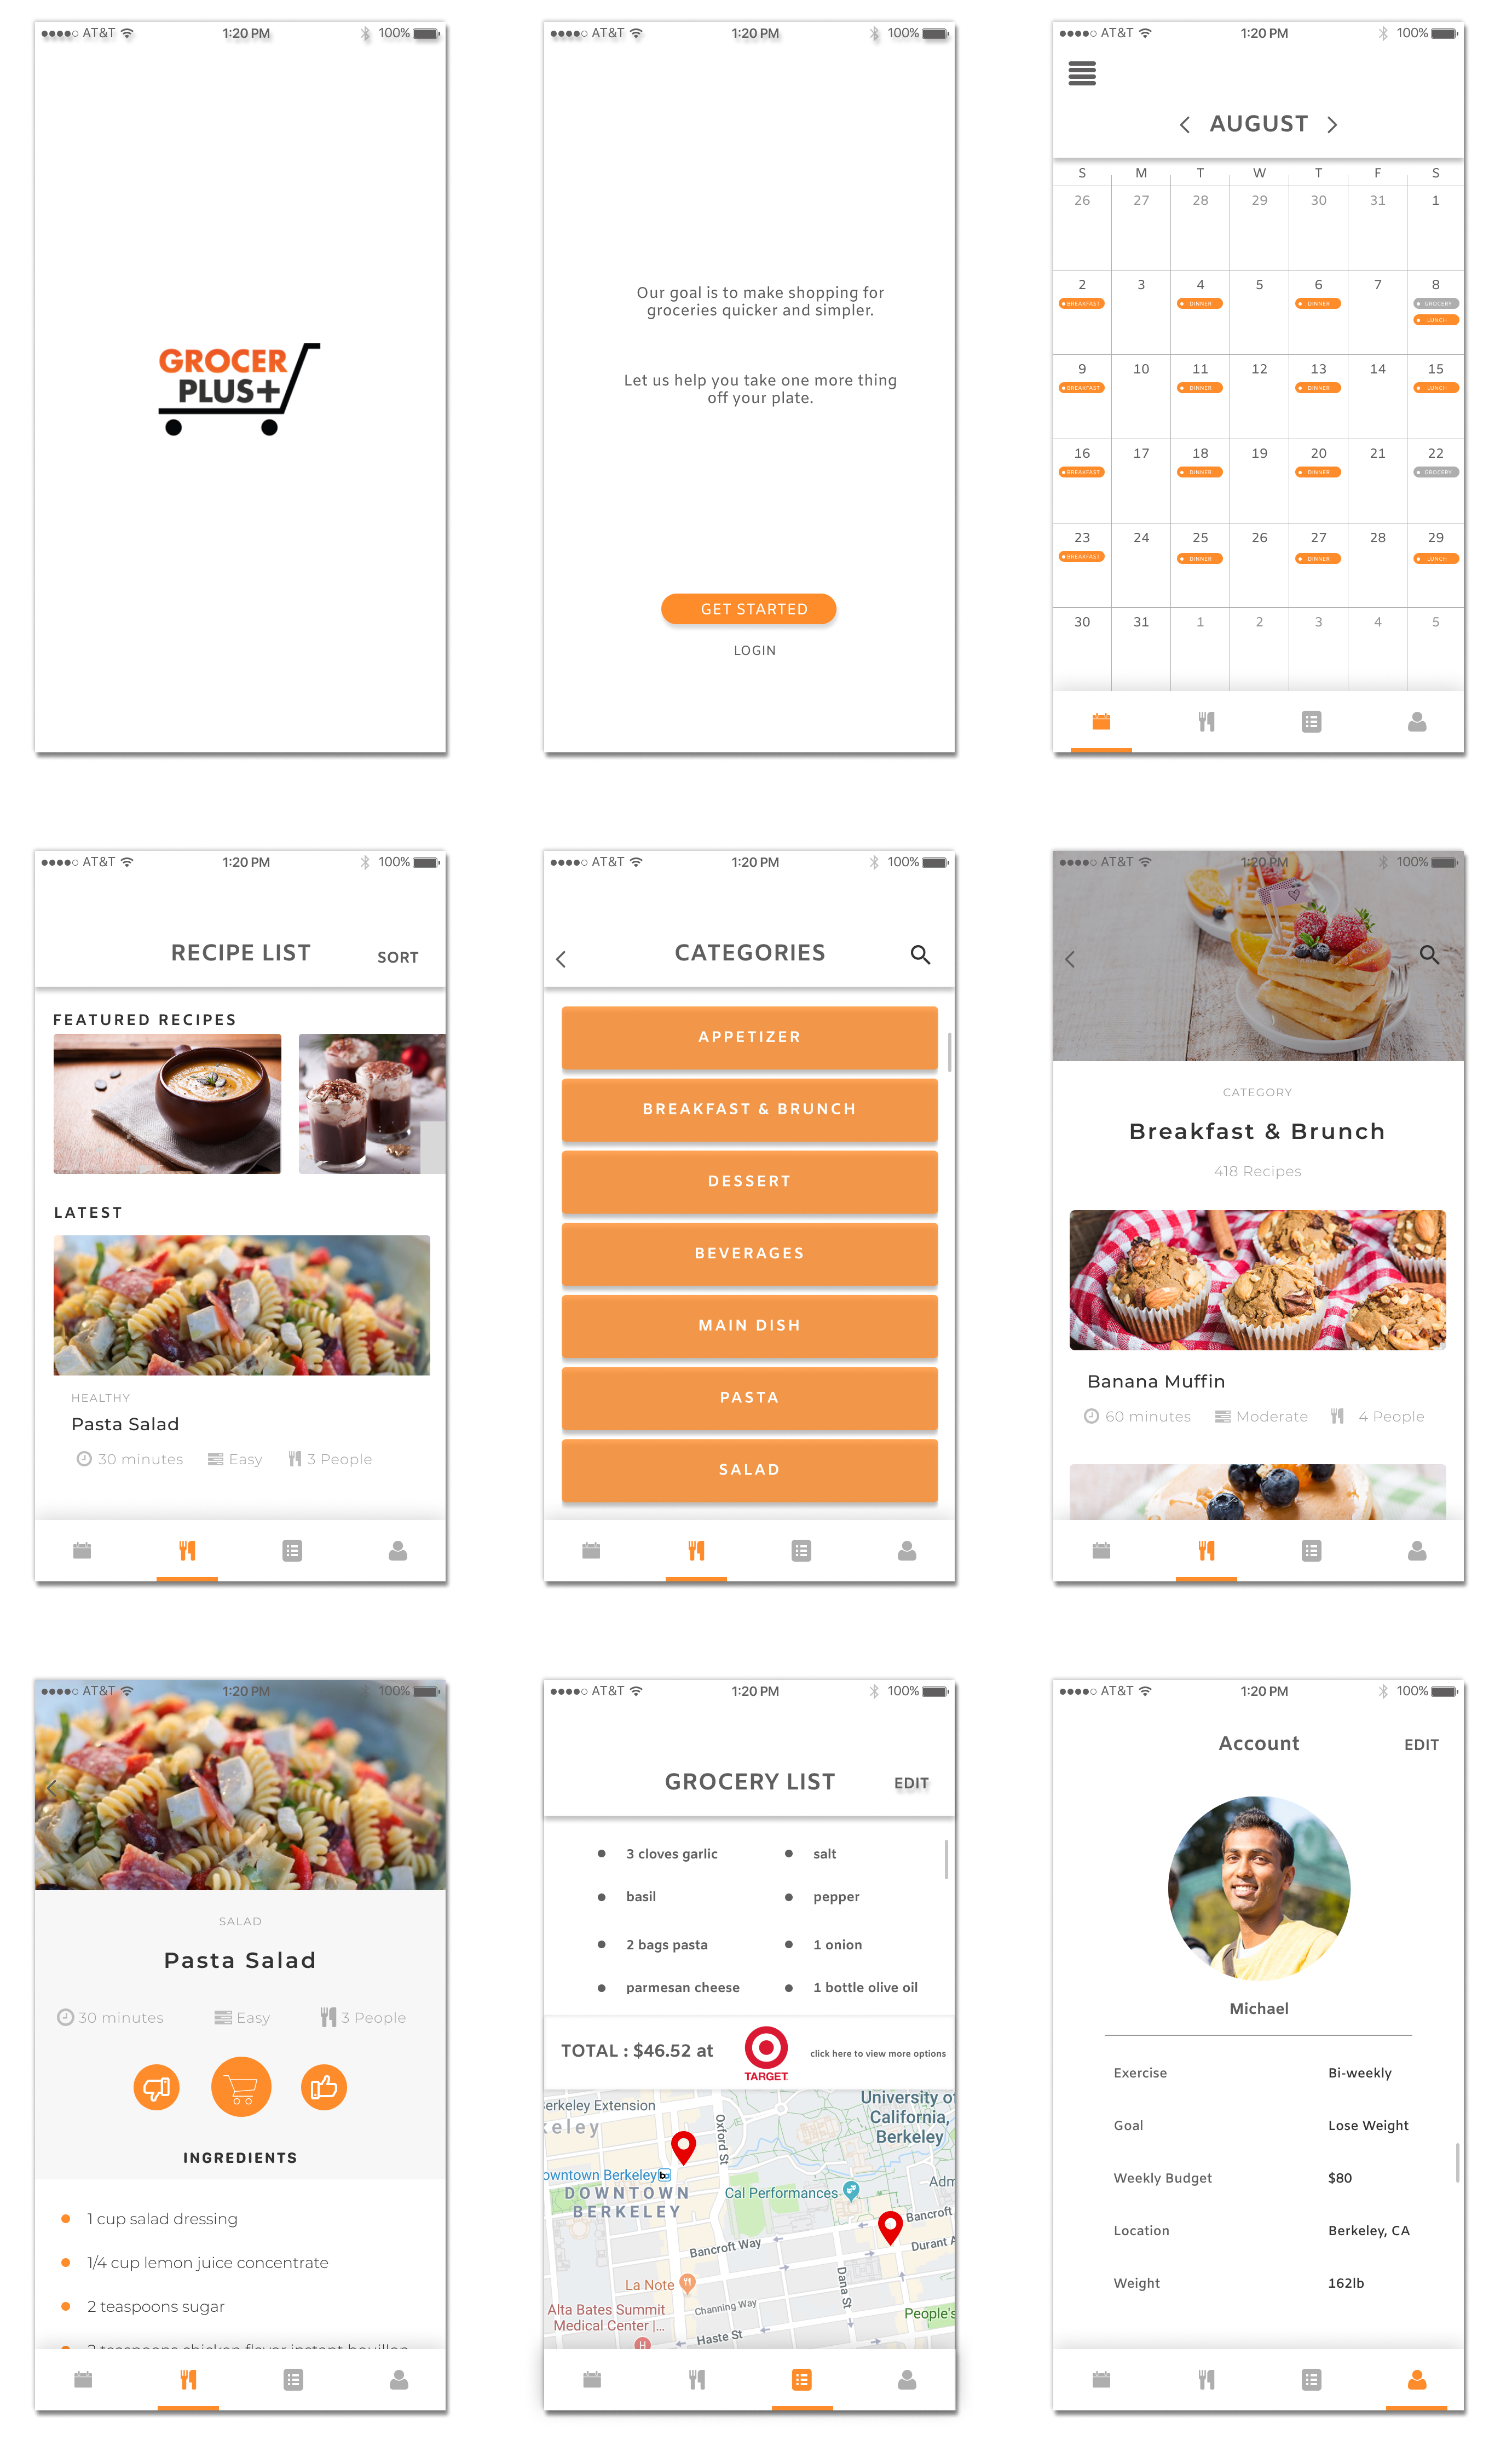 AT&T 1:20 PM 100%
GROCER
PLUS+
AT&T 1:20 PM 100%
Our goal is to make shopping for
groceries quicker and simpler.
Let us help you take one more thing
off your plate.
GET STARTED
LOGIN
AT&T 1:20 PM 100%
< AUGUST >
S M T W T F S
26 27 28 29 30 31 1
2 3 4 5 6 7 8
BREAKFAST DINNER DINNER GROCERY
LUNCH
9 10 11 12 13 14 15
BREAKFAST DINNER DINNER LUNCH
16 17 18 19 20 21 22
BREAKFAST DINNER DINNER GROCERY
23 24 25 26 27 28 29
BREAKFAST DINNER DINNER LUNCH
30 31 1 2 3 4 5
AT&T 1:20 PM 100%
RECIPE LIST SORT
FEATURED RECIPES
LATEST
HEALTHY
Pasta Salad
30 minutes Easy 3 People
AT&T 1:20 PM 100%
CATEGORIES
APPETIZER
BREAKFAST & BRUNCH
DESSERT
BEVERAGES
MAIN DISH
PASTA
SALAD
AT&T 1:20 PM 100%
CATEGORY
Breakfast & Brunch
418 Recipes
Banana Muffin
60 minutes Moderate 4 People
AT&T 1:20 PM 100%
SALAD
Pasta Salad
30 minutes Easy 3 People
INGREDIENTS
1 cup salad dressing
1/4 cup lemon juice concentrate
2 teaspoons sugar
AT&T 1:20 PM 100%
GROCERY LIST EDIT
3 cloves garlic salt
basil pepper
2 bags pasta 1 onion
parmesan cheese 1 bottle olive oil
TOTAL : $46.52 at TARGET click here to view more options
erkeley Extension
keley
Oxford St
University of
California,
Berkeley
owntown Berkeley
DOWNTOWN
BERKELEY
Cal Performances
Adm
Bancroft
Bancroft Way
Durant A
La Note
Dana St
Channing Way
Alta Bates Summit
Medical Center |...
People's
Haste St
H
AT&T 1:20 PM 100%
Account EDIT
Michael
Exercise Bi-weekly
Goal Lose Weight
Weekly Budget $80
Location Berkeley, CA
Weight 162lb